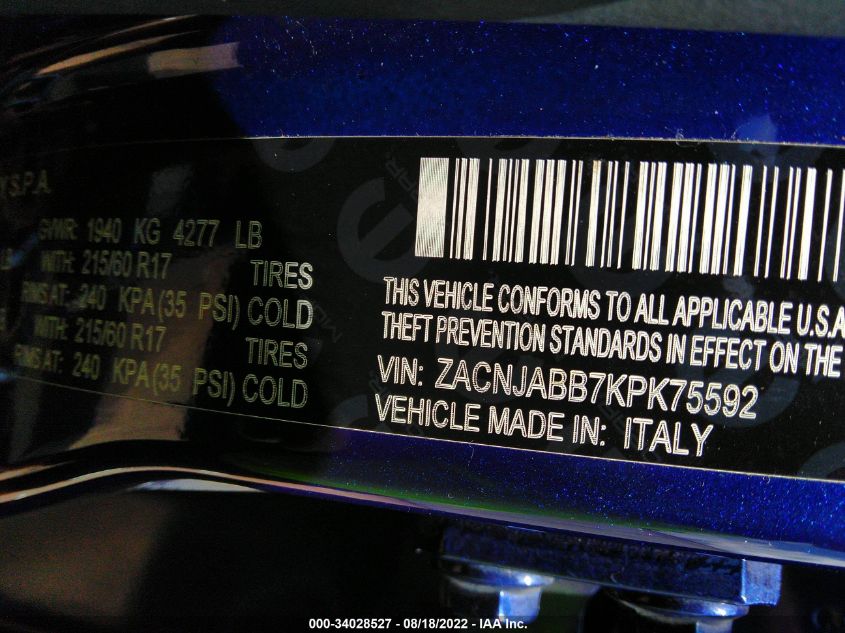 Y S.P.A.
GVWR: 1940 KG 4277 LB
LB WITH: 215/60 R17 TIRES
RIMS AT: 240 KPA (35 PSI) COLD
WITH: 215/60 R17 TIRES
RIMS AT: 240 KPA (35 PSI) COLD
THIS VEHICLE CONFORMS TO ALL APPLICABLE U.S.A
THEFT PREVENTION STANDARDS IN EFFECT ON THE
VIN: ZACNJABB7KPK75592
VEHICLE MADE IN: ITALY
000-34028527 - 08/18/2022 - IAA Inc.